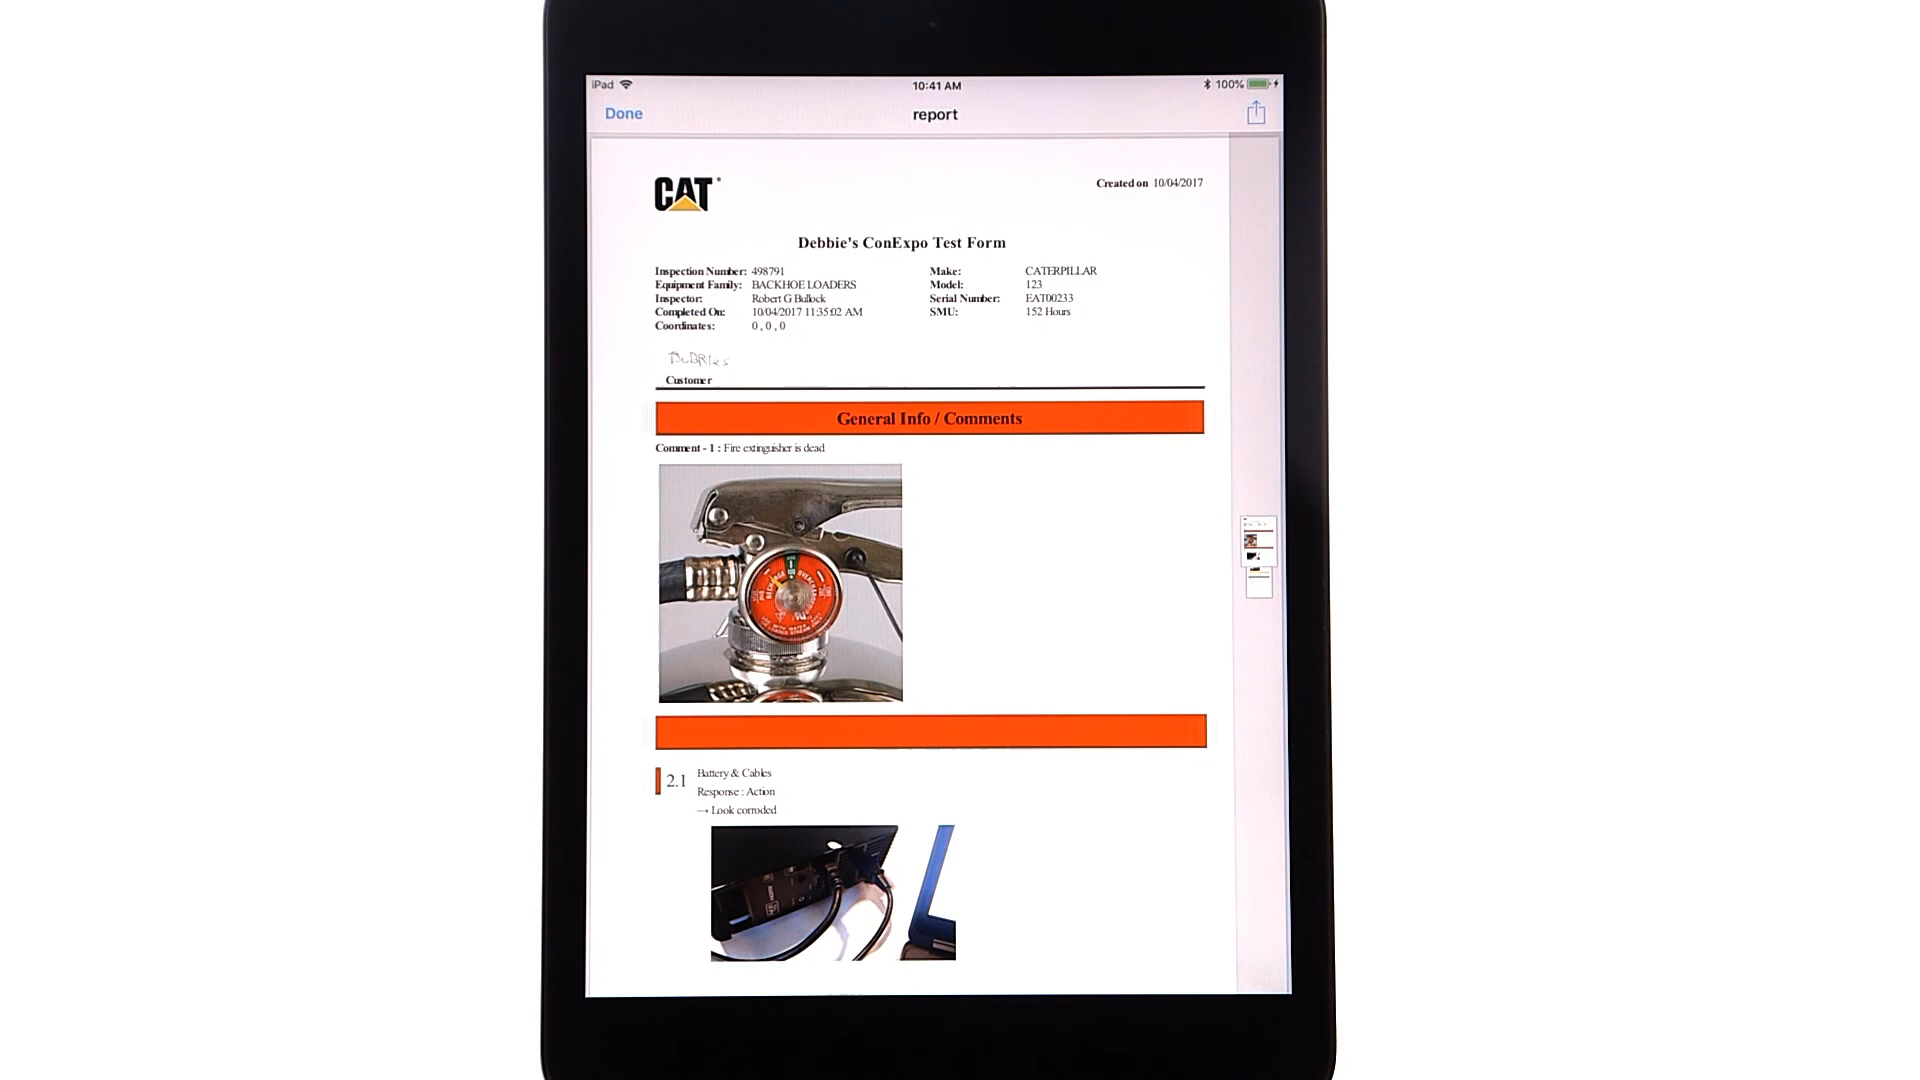 iPad 10:41 AM 100%
Done report
CAT
Created on 10/04/2017
Debbie's ConExpo Test Form
Inspection Number: 498791 Make: CATERPILLAR
Equipment Family: BACKHOE LOADERS Model: 123
Inspector: Robert G Bullock Serial Number: EAT00233
Completed On: 10/04/2017 11:35:02 AM SMU: 152 Hours
Coordinates: 0 , 0 , 0
Customer
General Info / Comments
Comment - 1 : Fire extinguisher is dead
RECHARGE OVERCHARGED
2.1 Battery & Cables
Response : Action
→ Look corroded